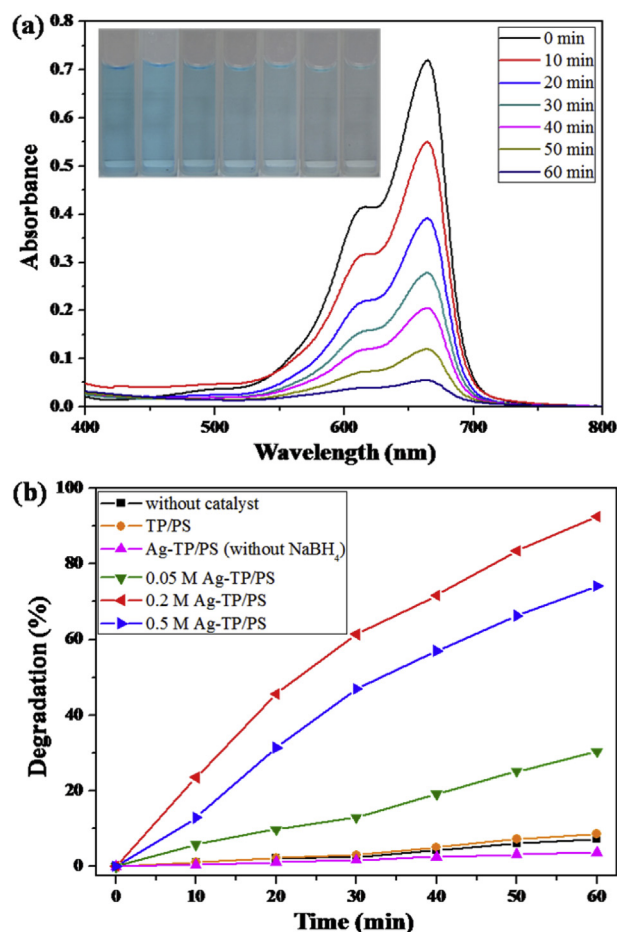 (a)
0.8
0.7
0.6
0.5
0.4
0.3
0.2
0.1
0.0
Absorbance
0 min
10 min
20 min
30 min
40 min
50 min
60 min
400 500 600 700 800
Wavelength (nm)
(b)
100
80
60
40
20
0
Degradation (%)
without catalyst
TP/PS
Ag-TP/PS (without NaBH₄)
0.05 M Ag-TP/PS
0.2 M Ag-TP/PS
0.5 M Ag-TP/PS
0 10 20 30 40 50 60
Time (min)